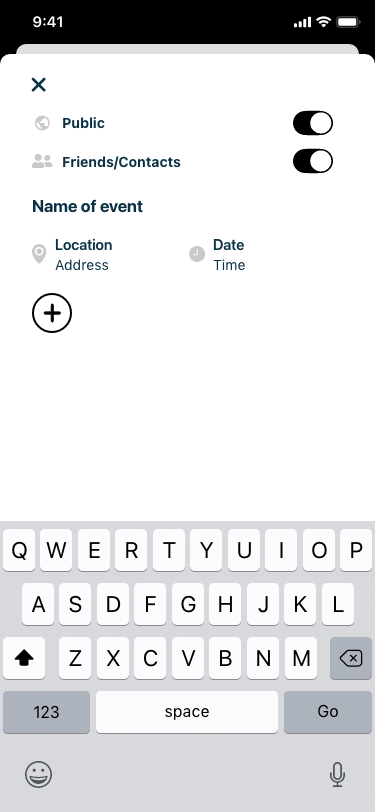 9:41
Public
Friends/Contacts
Name of event
Location
Address
Date
Time
Q W E R T Y U I O P
A S D F G H J K L
Z X C V B N M
123 space Go